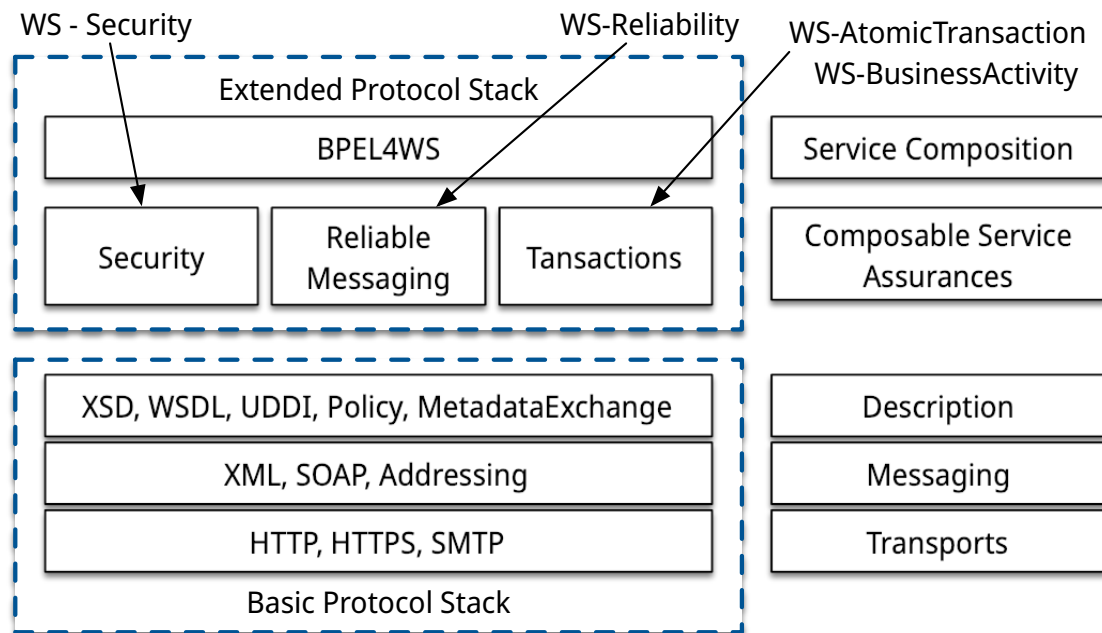 WS - Security
WS-Reliability
WS-AtomicTransaction
WS-BusinessActivity
Extended Protocol Stack
BPEL4WS
Service Composition
Security
Reliable
Messaging
Tansactions
Composable Service
Assurances
XSD, WSDL, UDDI, Policy, MetadataExchange
Description
XML, SOAP, Addressing
Messaging
HTTP, HTTPS, SMTP
Transports
Basic Protocol Stack